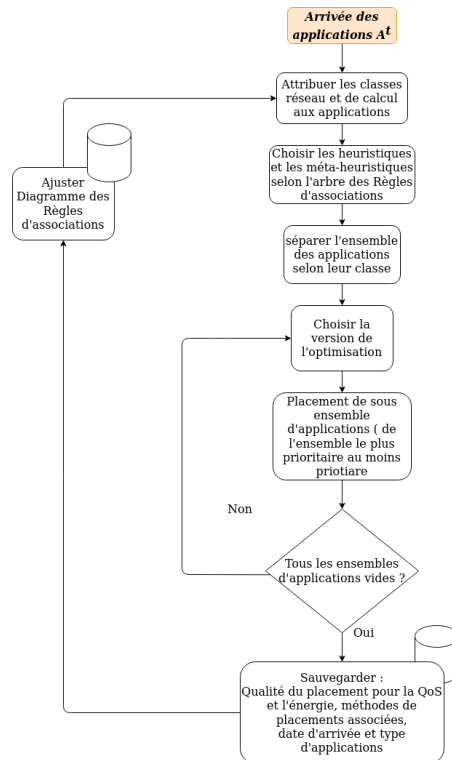 Arrivée des
applications A^t
Attribuer les classes
réseau et de calcul
aux applications
Choisir les heuristiques
et les méta-heuristiques
selon l'arbre des Règles
d'associations
Ajuster
Diagramme des
Règles
d'associations
séparer l'ensemble
des applications
selon leur classe
Choisir la
version de
l'optimisation
Placement de sous
ensemble
d'applications ( de
l'ensemble le plus
prioritaire au moins
priotiare
Non
Tous les ensembles
d'applications vides ?
Oui
Sauvegarder :
Qualité du placement pour la QoS
et l'énergie, méthodes de
placements associées,
date d'arrivée et type
d'applications